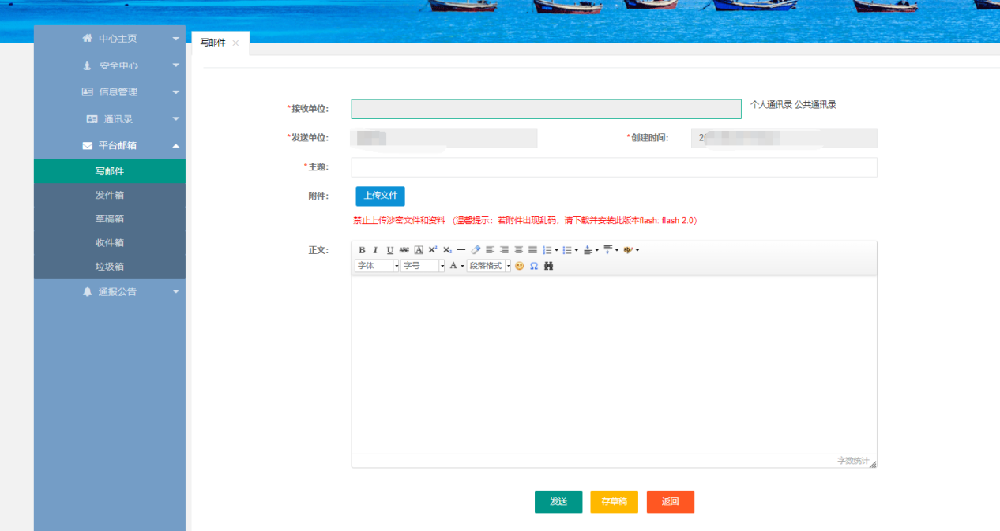 中心主页
安全中心
信息管理
通讯录
平台邮箱
写邮件
发件箱
草稿箱
收件箱
垃圾箱
通报公告
写邮件 ×
*接收单位: 个人通讯录 公共通讯录
*发送单位: *创建时间: 2
*主题:
附件: 上传文件
禁止上传涉密文件和资料 （温馨提示：若附件出现乱码，请下载并安装此版本flash: flash 2.0）
正文: B I U ABC A X² X₂
字体 字号 A 段落格式 Ω
字数统计
发送 存草稿 返回